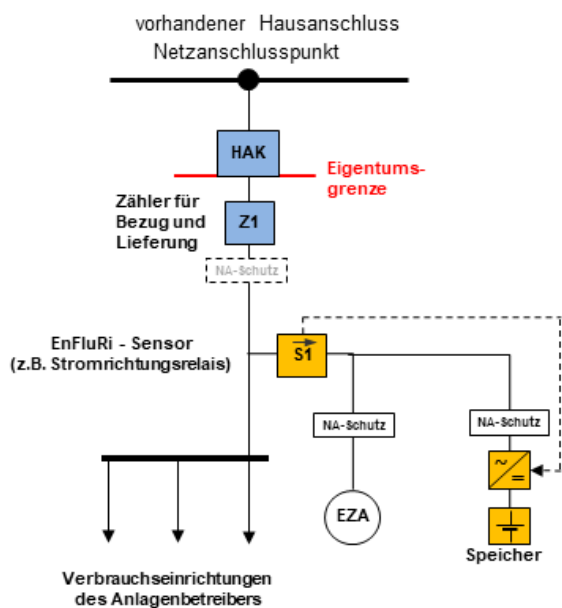 vorhandener Hausanschluss
Netzanschlusspunkt
HAK
Eigentums-
grenze
Zähler für
Bezug und
Lieferung
Z1
NA-Schutz
EnFluRi - Sensor
(z.B. Stromrichtungsrelais)
S1
NA-Schutz
NA-Schutz
~
=
EZA
Speicher
Verbrauchseinrichtungen
des Anlagenbetreibers